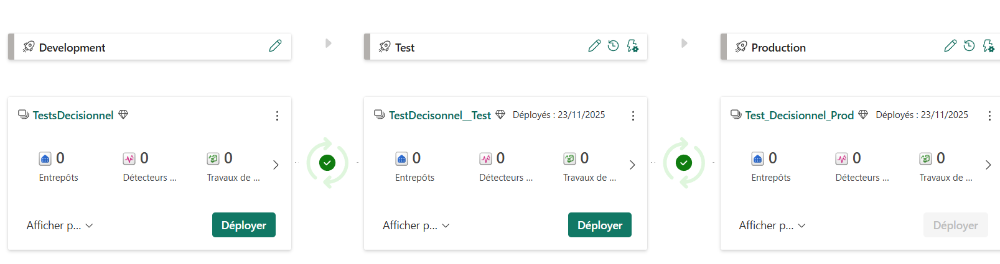 Development
Test
Production
TestsDecisionnel
TestDecisonnel__Test Déployés : 23/11/2025
Test_Decisionnel_Prod Déployés : 23/11/2025
0 0 0
Entrepôts Détecteurs ... Travaux de ...
0 0 0
Entrepôts Détecteurs ... Travaux de ...
0 0 0
Entrepôts Détecteurs ... Travaux de ...
Afficher p... Déployer
Afficher p... Déployer
Afficher p... Déployer